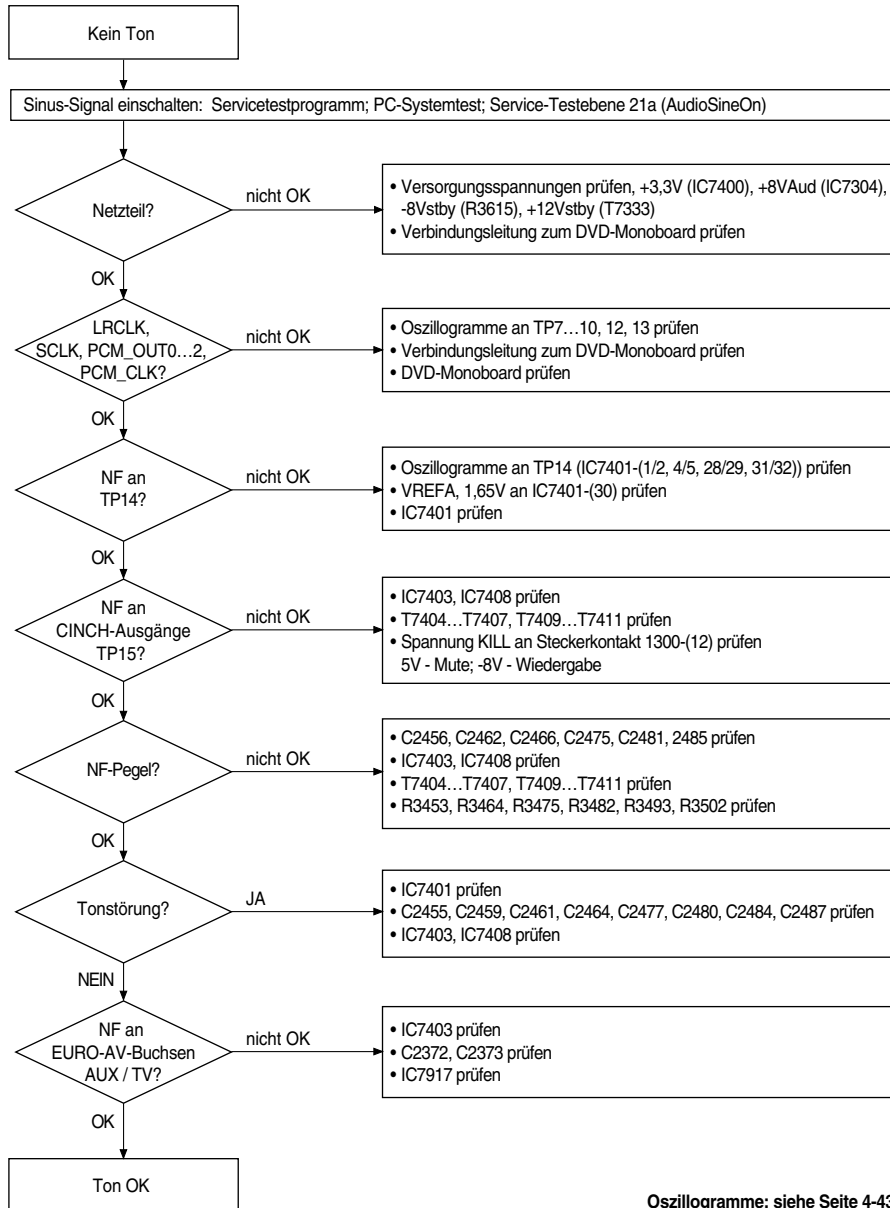 Kein Ton
Sinus-Signal einschalten: Servicetestprogramm; PC-Systemtest; Service-Testebene 21a (AudioSineOn)
Netzteil?
nicht OK
• Versorgungsspannungen prüfen, +3,3V (IC7400), +8VAud (IC7304),
-8Vstby (R3615), +12Vstby (T7333)
• Verbindungsleitung zum DVD-Monoboard prüfen
OK
LRCLK,
SCLK, PCM_OUT0…2,
PCM_CLK?
nicht OK
• Oszillogramme an TP7…10, 12, 13 prüfen
• Verbindungsleitung zum DVD-Monoboard prüfen
• DVD-Monoboard prüfen
OK
NF an
TP14?
nicht OK
• Oszillogramme an TP14 (IC7401-(1/2, 4/5, 28/29, 31/32)) prüfen
• VREFA, 1,65V an IC7401-(30) prüfen
• IC7401 prüfen
OK
NF an
CINCH-Ausgänge
TP15?
nicht OK
• IC7403, IC7408 prüfen
• T7404…T7407, T7409…T7411 prüfen
• Spannung KILL an Steckerkontakt 1300-(12) prüfen
5V - Mute; -8V - Wiedergabe
OK
NF-Pegel?
nicht OK
• C2456, C2462, C2466, C2475, C2481, 2485 prüfen
• IC7403, IC7408 prüfen
• T7404…T7407, T7409…T7411 prüfen
• R3453, R3464, R3475, R3482, R3493, R3502 prüfen
OK
Tonstörung?
JA
• IC7401 prüfen
• C2455, C2459, C2461, C2464, C2477, C2480, C2484, C2487 prüfen
• IC7403, IC7408 prüfen
NEIN
NF an
EURO-AV-Buchsen
AUX / TV?
nicht OK
• IC7403 prüfen
• C2372, C2373 prüfen
• IC7917 prüfen
OK
Ton OK
Oszillogramme: siehe Seite 4-43